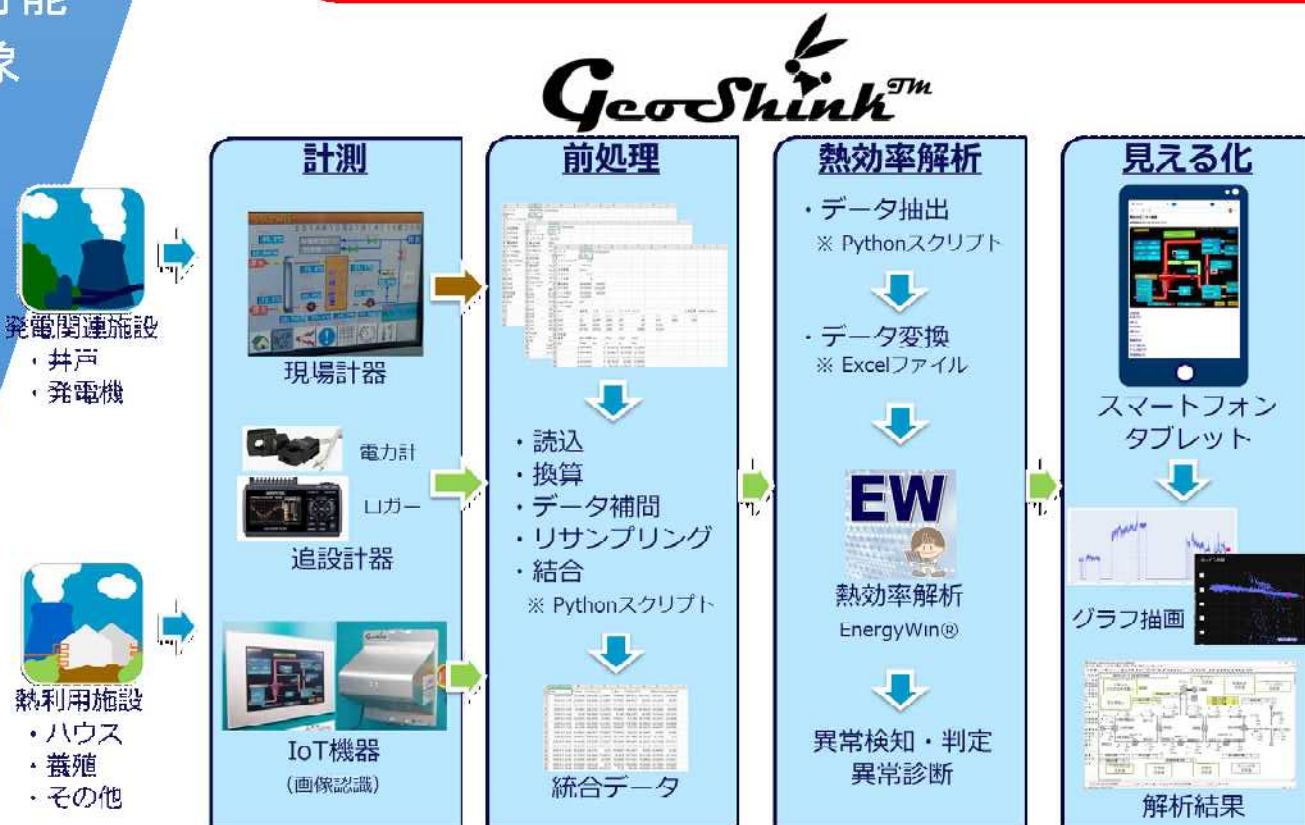 象
GeoShink™
発電関連施設
・井戸
・発電機
熱利用施設
・ハウス
・養殖
・その他
計測
現場計器
電力計
ロガー
追設計器
IoT機器
(画像認識)
前処理
・読込
・換算
・データ補間
・リサンプリング
・結合
※ Pythonスクリプト
統合データ
熱効率解析
・データ抽出
※ Pythonスクリプト
・データ変換
※ Excelファイル
EW
熱効率解析
EnergyWin®
異常検知・判定
異常診断
見える化
スマートフォン
タブレット
グラフ描画
解析結果